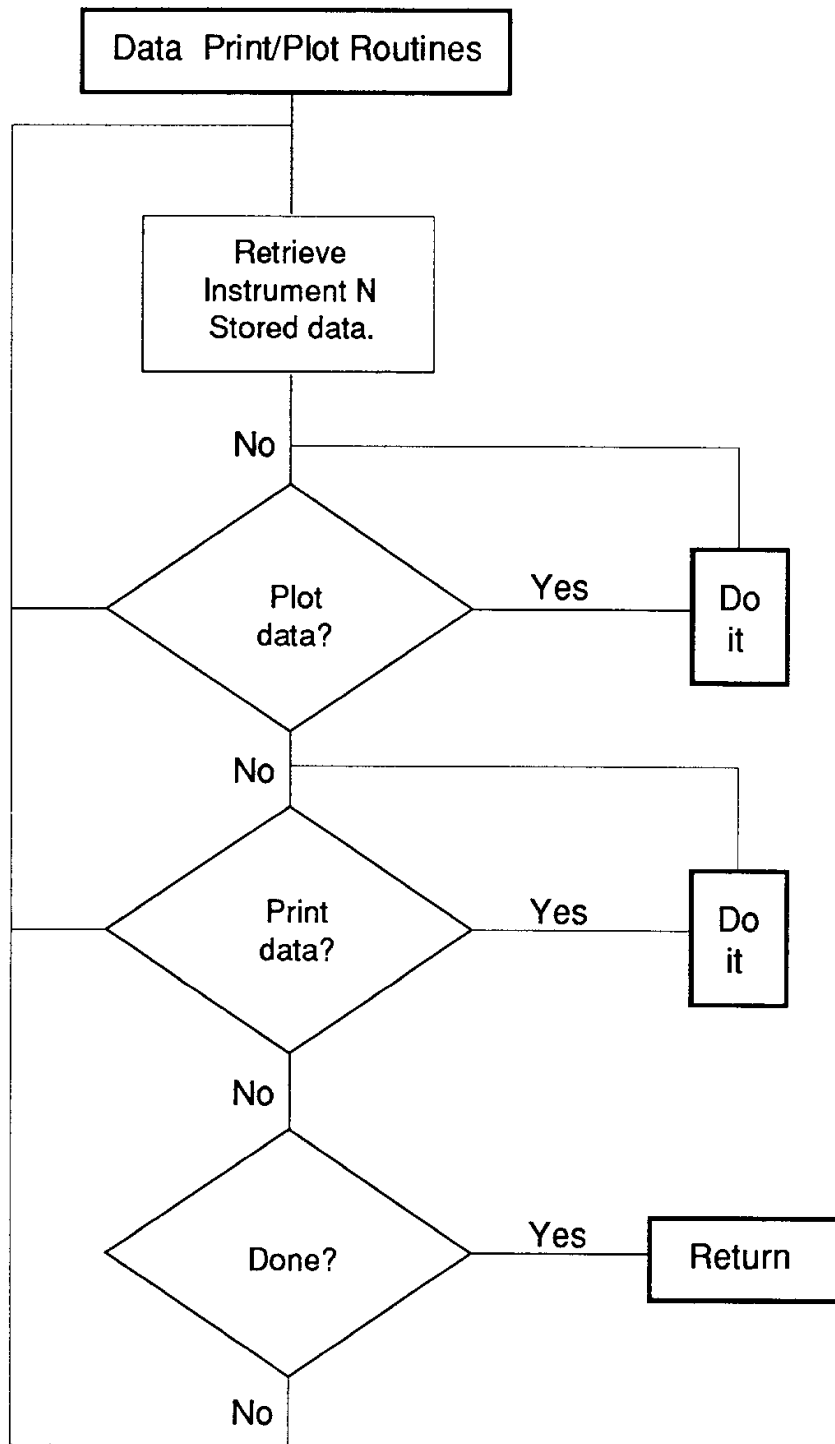 Data Print/Plot Routines
Retrieve
Instrument N
Stored data.
No
Plot
data?
Yes
Do
it
No
Print
data?
Yes
Do
it
No
Done?
Yes
Return
No